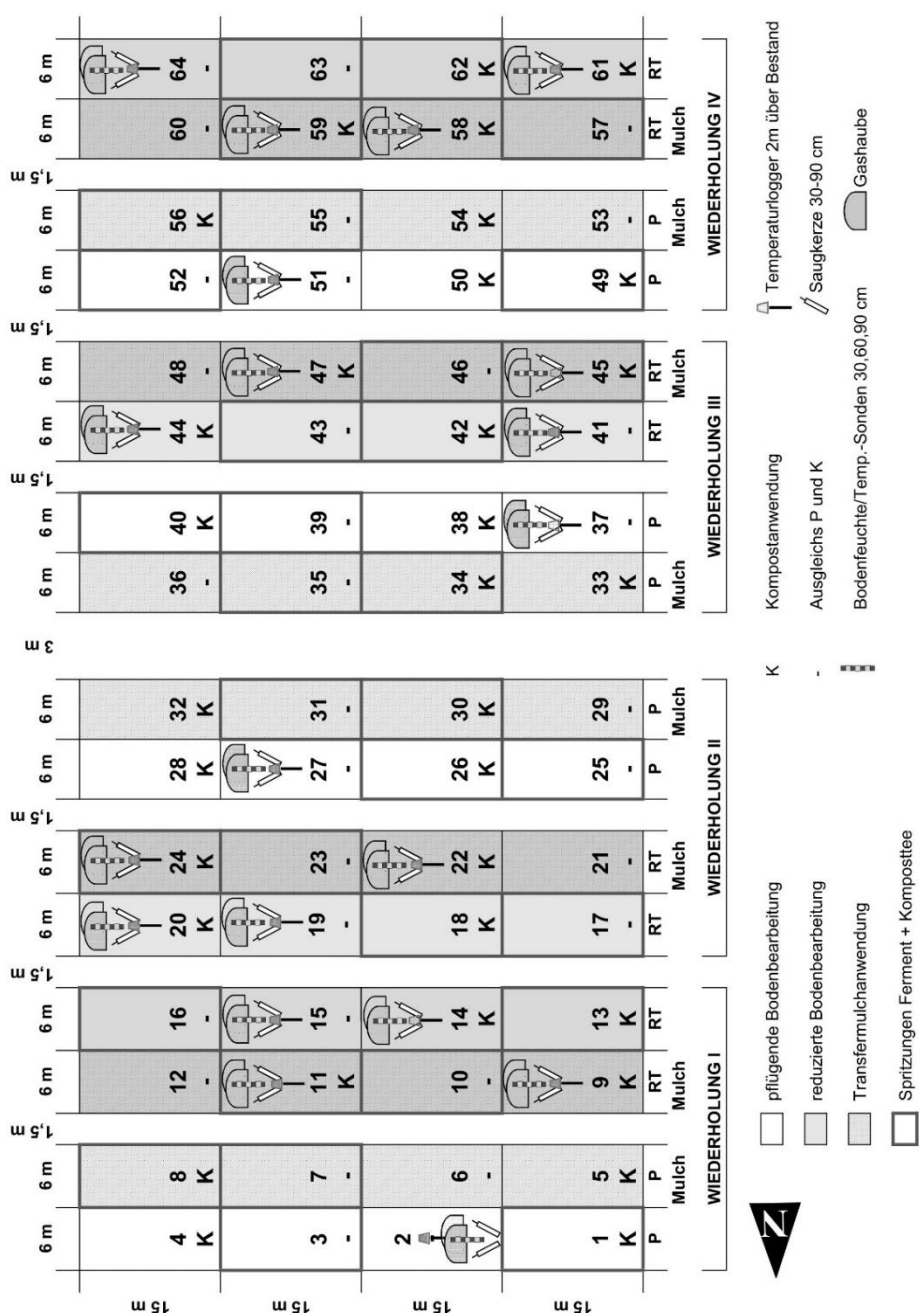 6 m 6 m 1,5 m 6 m 6 m 1,5 m 6 m 6 m 1,5 m 6 m 6 m 3 m 6 m 6 m 1,5 m 6 m 6 m 1,5 m 6 m 6 m 1,5 m 6 m 6 m
15 m 4 8 12 16 20 24 28 32 36 40 44 48 52 56 60 64
K K - - K K K K - K K - - K - -
15 m 3 7 11 15 19 23 27 31 35 39 43 47 51 55 59 63
- - K - - - - - - - - K - - K -
15 m 2 6 10 14 18 22 26 30 34 38 42 46 50 54 58 62
- - K K K K K K K K - K K K K
15 m 1 5 9 13 17 21 25 29 33 37 41 45 49 53 57 61
K K K K - - - - K - - K K - - K
P P RT RT RT RT P P P P RT RT P P RT RT
Mulch Mulch Mulch Mulch Mulch Mulch Mulch Mulch
WIEDERHOLUNG I WIEDERHOLUNG II WIEDERHOLUNG III WIEDERHOLUNG IV
N
pflügende Bodenbearbeitung
reduzierte Bodenbearbeitung
Transfermulchanwendung
Spritzungen Ferment + Komposttee
K Kompostanwendung
- Ausgleichs P und K
Bodenfeuchte/Temp.-Sonden 30,60,90 cm
Temperaturlogger 2m über Bestand
Saugkerze 30-90 cm
Gashaube